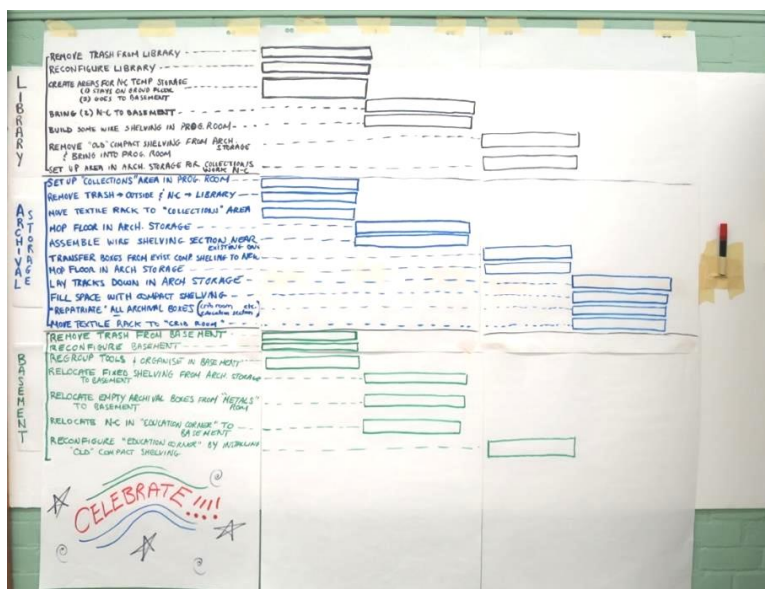 LIBRARY
REMOVE TRASH FROM LIBRARY
RECONFIGURE LIBRARY
CREATE AREAS FOR N-C TEMP STORAGE
(1) STAYS ON GROUND FLOOR
(2) GOES TO BASEMENT
BRING (2) N-C TO BASEMENT
BUILD SOME WIRE SHELVING IN PROG. ROOM
REMOVE "OLD" COMPACT SHELVING FROM ARCH. STORAGE
& BRING INTO PROG. ROOM
SET UP AREA IN ARCH. STORAGE FOR COLLECTIONS
WORK N-C
ARCHIVAL STORAGE
SET UP "COLLECTIONS" AREA IN PROG. ROOM
REMOVE TRASH → OUTSIDE & N-C → LIBRARY
MOVE TEXTILE RACK TO "COLLECTIONS" AREA
MOP FLOOR IN ARCH. STORAGE
ASSEMBLE WIRE SHELVING SECTION NEAR
EXISTING ONE
TRANSFER BOXES FROM EXIST. COMP. SHELVING TO NEW
MOP FLOOR IN ARCH STORAGE
LAY TRACKS DOWN IN ARCH STORAGE
FILL SPACE WITH COMPACT SHELVING
"REPATRIATE" ALL ARCHIVAL BOXES (crib room etc.
education section)
MOVE TEXTILE RACK TO "CRIB ROOM"
BASEMENT
REMOVE TRASH FROM BASEMENT
RECONFIGURE BASEMENT
REGROUP TOOLS & ORGANISE IN BASEMENT
RELOCATE FIXED SHELVING FROM ARCH. STORAGE
TO BASEMENT
RELOCATE EMPTY ARCHIVAL BOXES FROM "METALS"
TO BASEMENT ROOM
RELOCATE N-C IN "EDUCATION CORNER" TO
BASEMENT
RECONFIGURE "EDUCATION CORNER" BY INSTALLING
"OLD" COMPACT SHELVING
CELEBRATE!!!!